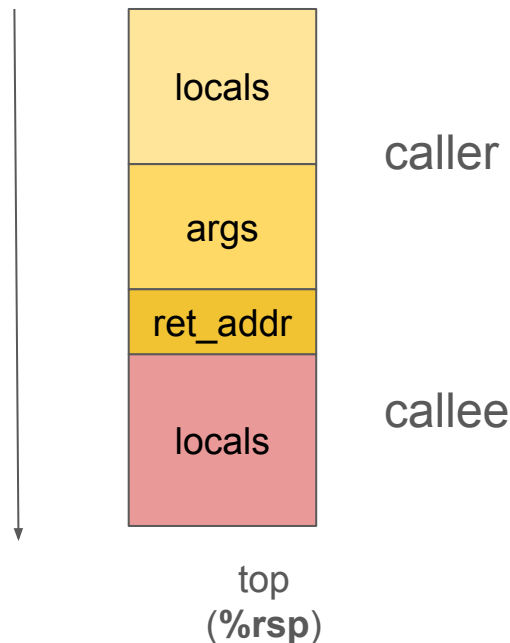 locals
caller
args
ret_addr
callee
locals
top
(%rsp)